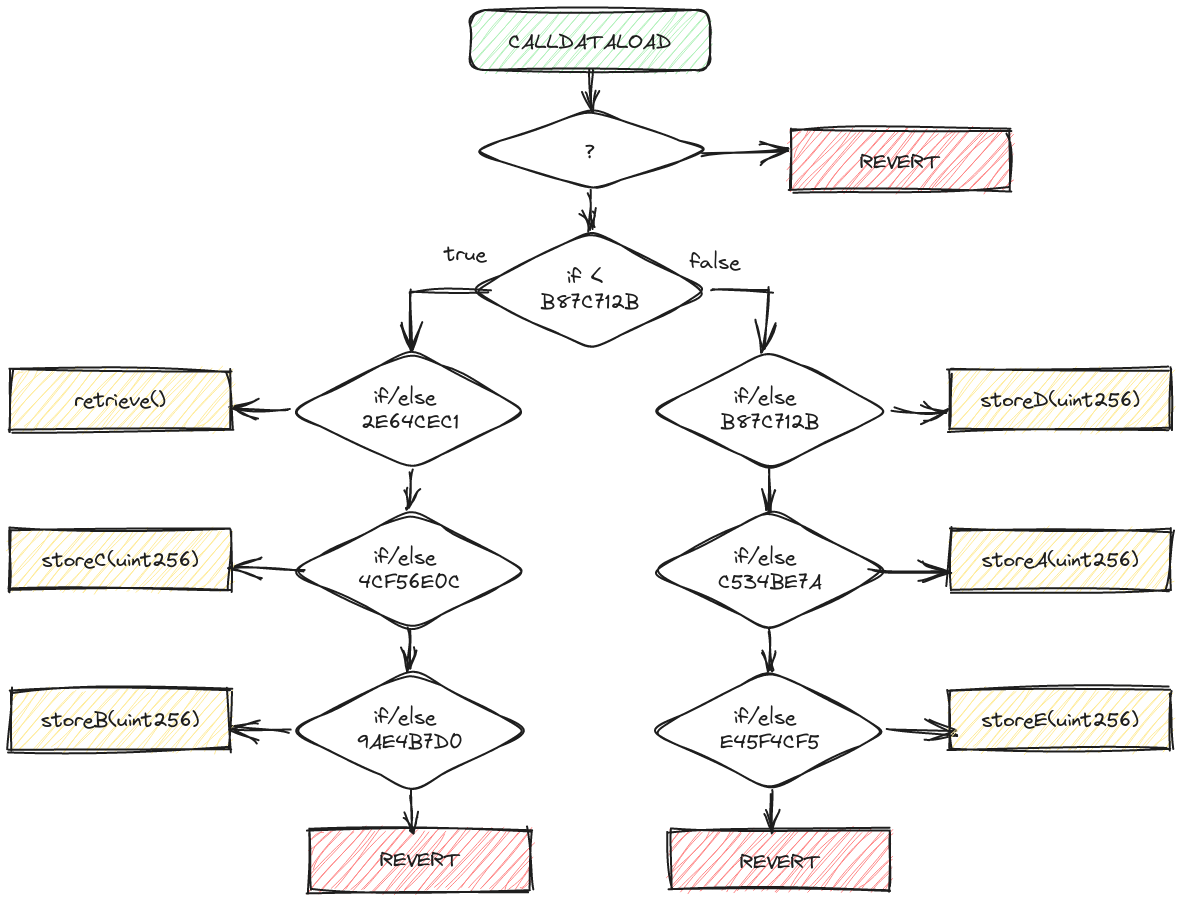 CALLDATALOAD
?
REVERT
true
false
if <
B87C712B
retrieve()
if/else
2E64CEC1
if/else
B87C712B
storeD(uint256)
storeC(uint256)
if/else
4CF56E0C
if/else
C534BE7A
storeA(uint256)
storeB(uint256)
if/else
9AE4B7D0
if/else
E45F4CF5
storeE(uint256)
REVERT
REVERT